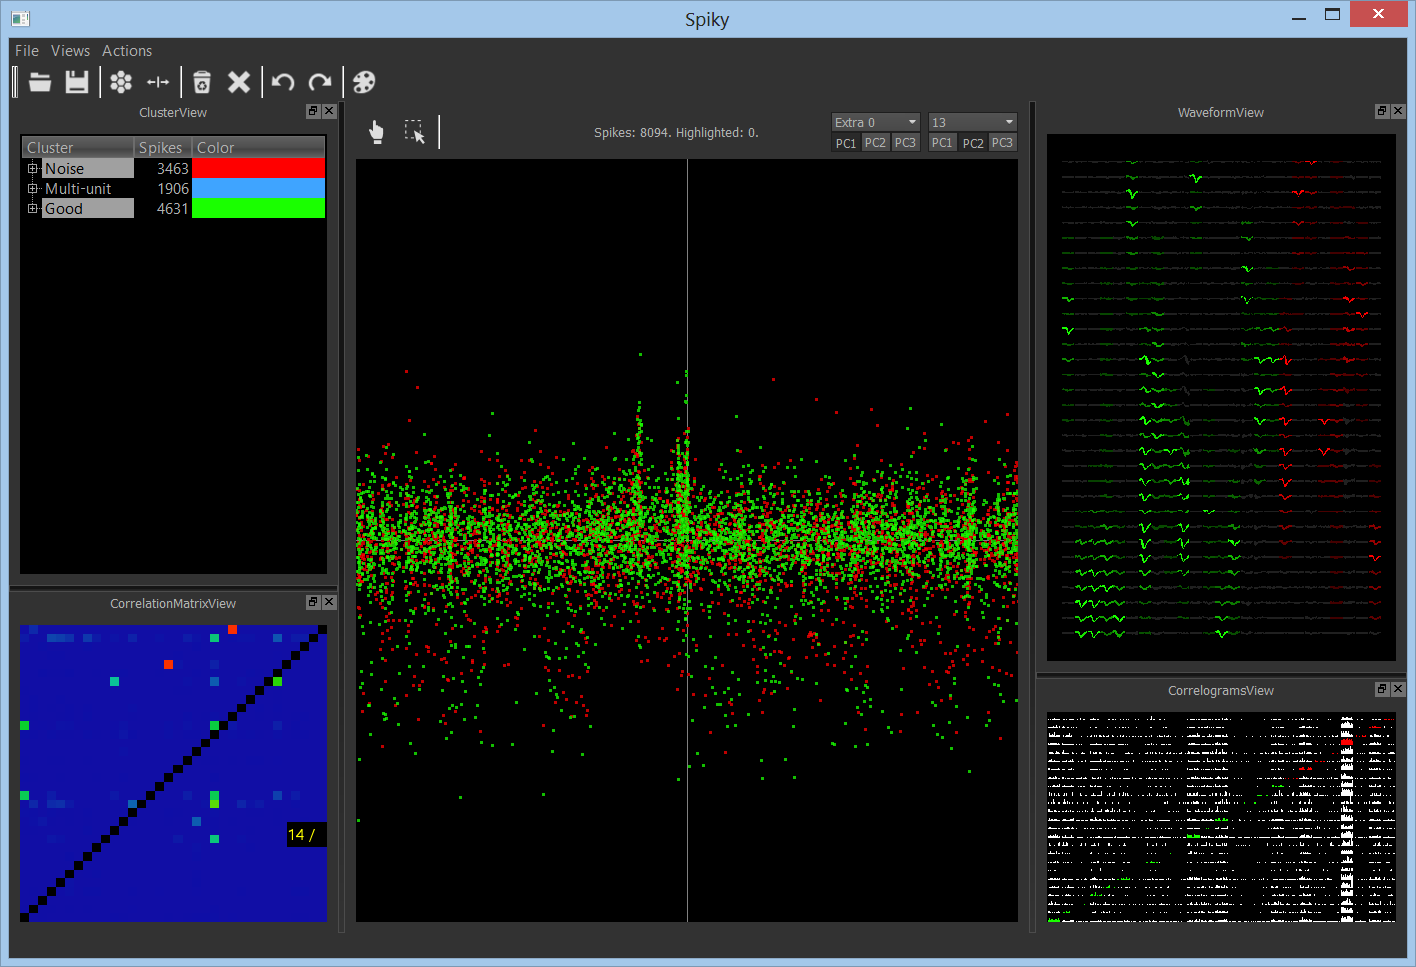 Spiky
File Views Actions
ClusterView
Cluster Spikes Color
Noise 3463
Multi-unit 1906
Good 4631
CorrelationMatrixView
14 /
Spikes: 8094. Highlighted: 0.
Extra 0 13
PC1 PC2 PC3 PC1 PC2 PC3
WaveformView
CorrelogramsView